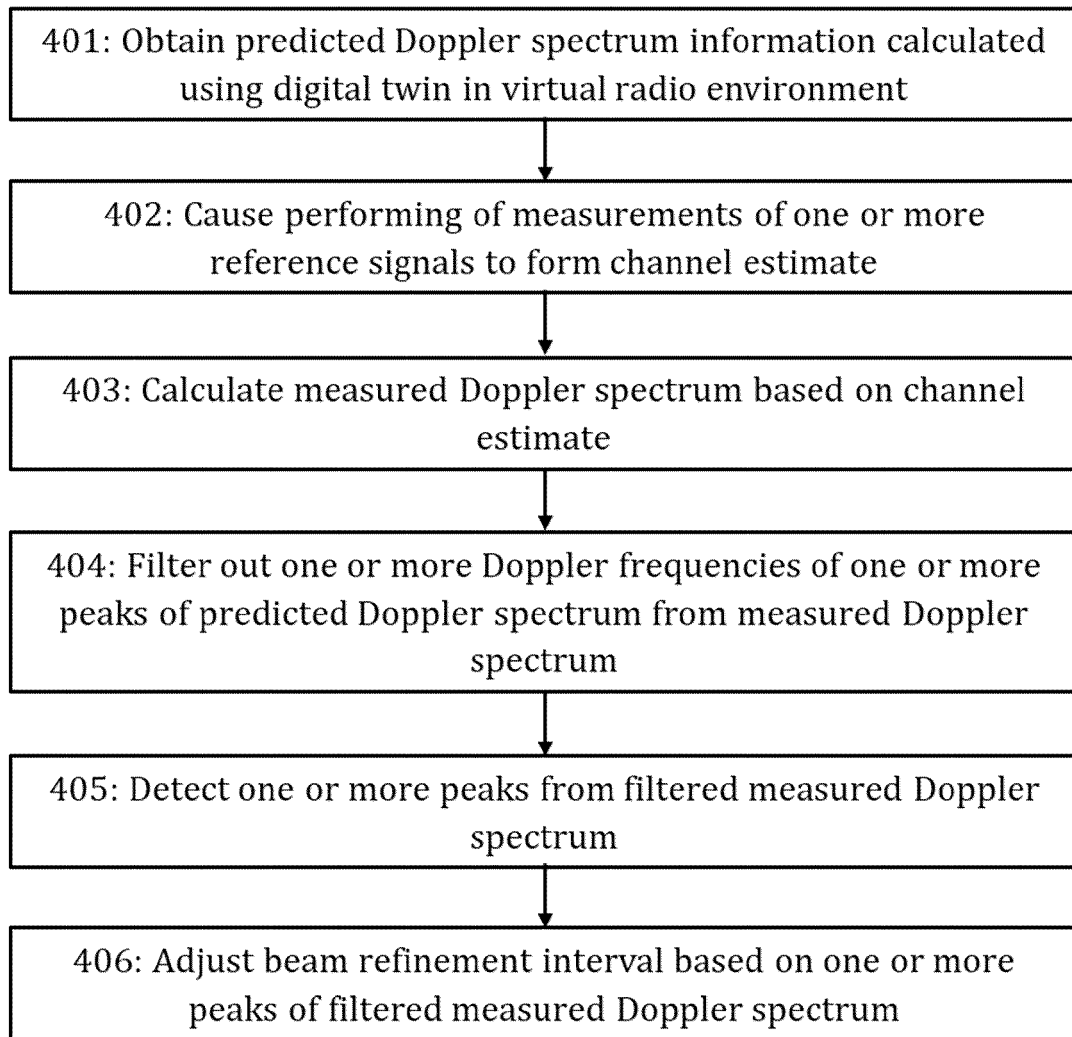 401: Obtain predicted Doppler spectrum information calculated
using digital twin in virtual radio environment
402: Cause performing of measurements of one or more
reference signals to form channel estimate
403: Calculate measured Doppler spectrum based on channel
estimate
404: Filter out one or more Doppler frequencies of one or more
peaks of predicted Doppler spectrum from measured Doppler
spectrum
405: Detect one or more peaks from filtered measured Doppler
spectrum
406: Adjust beam refinement interval based on one or more
peaks of filtered measured Doppler spectrum